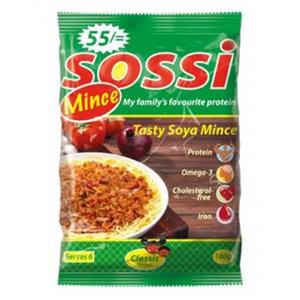 55/=
SOSSI
Mince
My family's favourite protein
Tasty Soya Mince
Protein
Omega-3
Cholesterol-
free
Iron
Serves 6
Classic